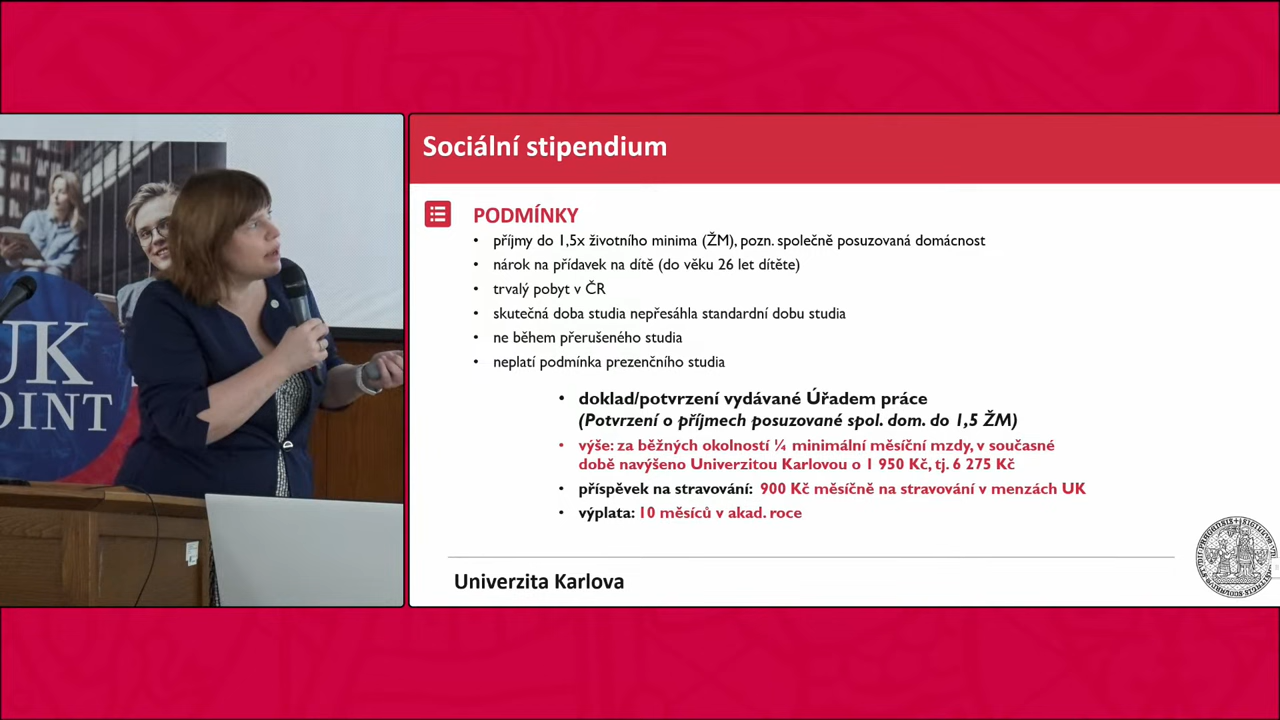 UK
POINT
Sociální stipendium
PODMÍNKY
• příjmy do 1,5x životního minima (ŽM), pozn. společně posuzovaná domácnost
• nárok na přídavek na dítě (do věku 26 let dítěte)
• trvalý pobyt v ČR
• skutečná doba studia nepřesáhla standardní dobu studia
• ne během přerušeného studia
• neplatí podmínka prezenčního studia
• doklad/potvrzení vydávané Úřadem práce
(Potvrzení o příjmech posuzované spol. dom. do 1,5 ŽM)
• výše: za běžných okolností ¼ minimální měsíční mzdy, v současné
době navýšeno Univerzitou Karlovou o 1 950 Kč, tj. 6 275 Kč
• příspěvek na stravování: 900 Kč měsíčně na stravování v menzách UK
• výplata: 10 měsíců v akad. roce
Univerzita Karlova